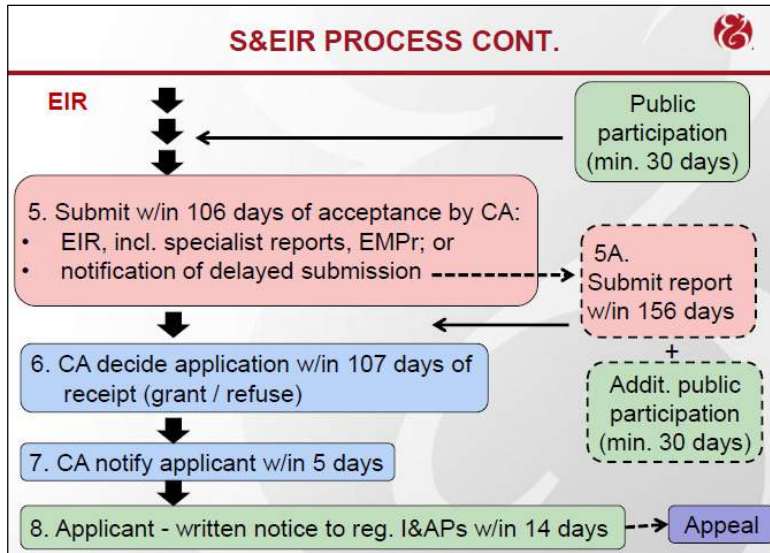 S&EIR PROCESS CONT.
EIR
Public
participation
(min. 30 days)
5. Submit w/in 106 days of acceptance by CA:
• EIR, incl. specialist reports, EMPr; or
• notification of delayed submission
5A.
Submit report
w/in 156 days
+
Addit. public
participation
(min. 30 days)
6. CA decide application w/in 107 days of
receipt (grant / refuse)
7. CA notify applicant w/in 5 days
8. Applicant - written notice to reg. I&APs w/in 14 days
Appeal